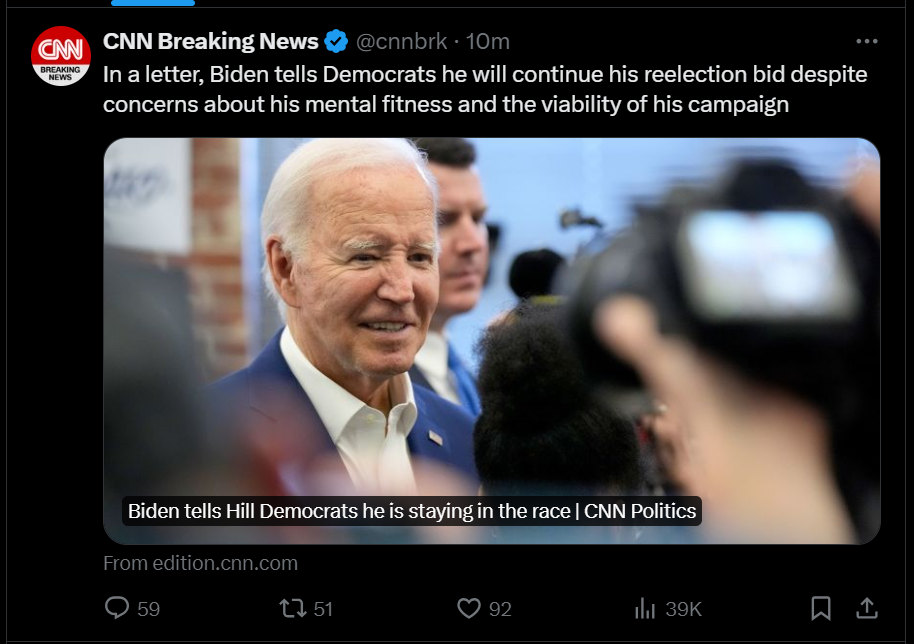 CNN
BREAKING
NEWS
CNN Breaking News @cnnbrk · 10m
In a letter, Biden tells Democrats he will continue his reelection bid despite
concerns about his mental fitness and the viability of his campaign
Biden tells Hill Democrats he is staying in the race | CNN Politics
From edition.cnn.com
59 51 92 39K